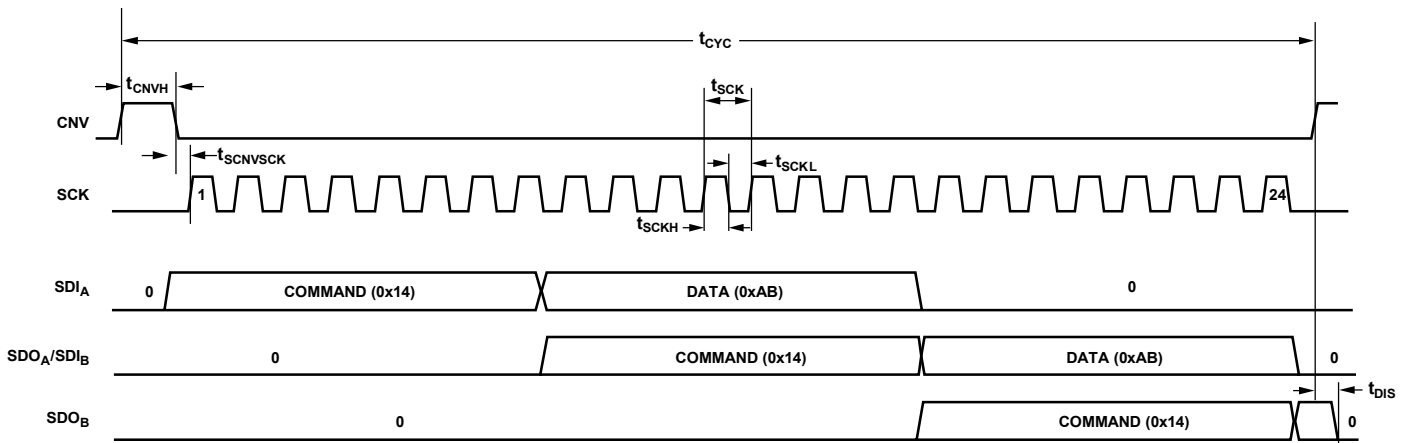 tCYC
tCNVH
tSCK
CNV
tSCNVSCK
tSCKL
SCK
1
24
tSCKH
SDIA
0
COMMAND (0x14)
DATA (0xAB)
0
SDOA/SDIB
0
COMMAND (0x14)
DATA (0xAB)
0
tDIS
SDOB
0
COMMAND (0x14)
0